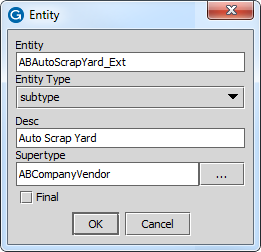 Entity
Entity
ABAutoScrapYard_Ext
Entity Type
subtype
Desc
Auto Scrap Yard
Supertype
ABCompanyVendor
...
Final
OK Cancel